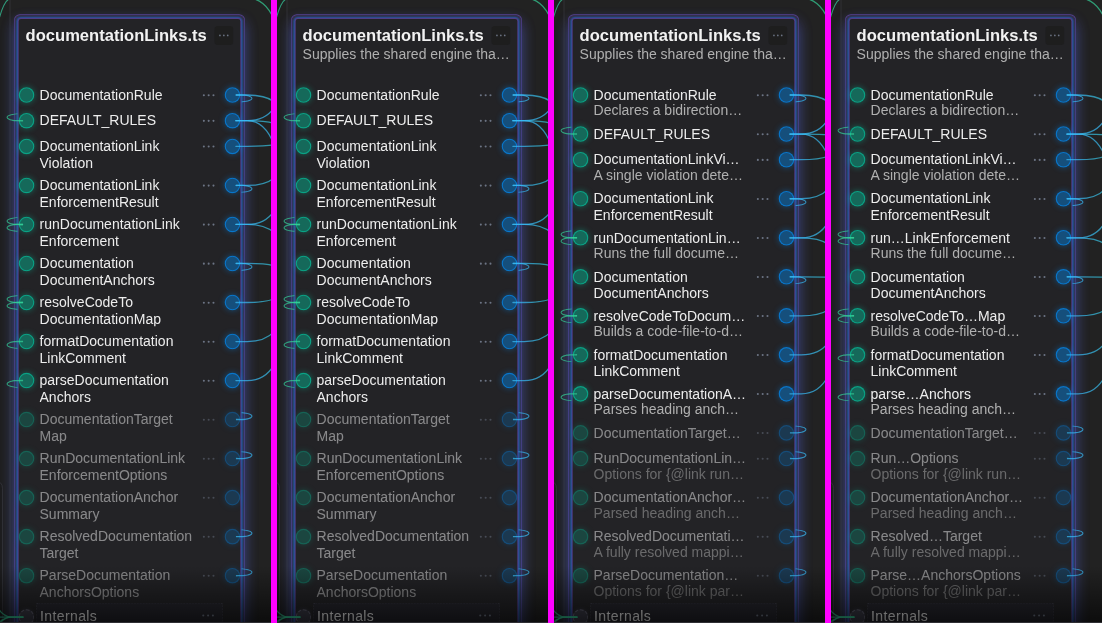 documentationLinks.ts ...
DocumentationRule ...
DEFAULT_RULES ...
DocumentationLink
Violation ...
DocumentationLink
EnforcementResult ...
runDocumentationLink
Enforcement ...
Documentation
DocumentAnchors ...
resolveCodeTo
DocumentationMap ...
formatDocumentation
LinkComment ...
parseDocumentation
Anchors ...
DocumentationTarget
Map ...
RunDocumentationLink
EnforcementOptions ...
DocumentationAnchor
Summary ...
ResolvedDocumentation
Target ...
ParseDocumentation
AnchorsOptions ...
Internals
documentationLinks.ts ...
Supplies the shared engine tha…
DocumentationRule ...
DEFAULT_RULES ...
DocumentationLink
Violation ...
DocumentationLink
EnforcementResult ...
runDocumentationLink
Enforcement ...
Documentation
DocumentAnchors ...
resolveCodeTo
DocumentationMap ...
formatDocumentation
LinkComment ...
parseDocumentation
Anchors ...
DocumentationTarget
Map ...
RunDocumentationLink
EnforcementOptions ...
DocumentationAnchor
Summary ...
ResolvedDocumentation
Target ...
ParseDocumentation
AnchorsOptions ...
Internals
documentationLinks.ts ...
Supplies the shared engine tha…
DocumentationRule ...
Declares a bidirection…
DEFAULT_RULES ...
DocumentationLinkVi… ...
A single violation dete…
DocumentationLink
EnforcementResult ...
runDocumentationLin… ...
Runs the full docume…
Documentation
DocumentAnchors ...
resolveCodeToDocum… ...
Builds a code-file-to-d…
formatDocumentation
LinkComment ...
parseDocumentationA… ...
Parses heading anch…
DocumentationTarget… ...
RunDocumentationLin… ...
Options for {@link run…
DocumentationAnchor… ...
Parsed heading anch…
ResolvedDocumentati… ...
A fully resolved mappi…
ParseDocumentation… ...
Options for {@link par…
Internals
documentationLinks.ts ...
Supplies the shared engine tha…
DocumentationRule ...
Declares a bidirection…
DEFAULT_RULES ...
DocumentationLinkVi… ...
A single violation dete…
DocumentationLink
EnforcementResult ...
run…LinkEnforcement ...
Runs the full docume…
Documentation
DocumentAnchors ...
resolveCodeTo…Map ...
Builds a code-file-to-d…
formatDocumentation
LinkComment ...
parse…Anchors ...
Parses heading anch…
DocumentationTarget… ...
Run…Options ...
Options for {@link run…
DocumentationAnchor… ...
Parsed heading anch…
Resolved…Target ...
A fully resolved mappi…
Parse…AnchorsOptions ...
Options for {@link par…
Internals